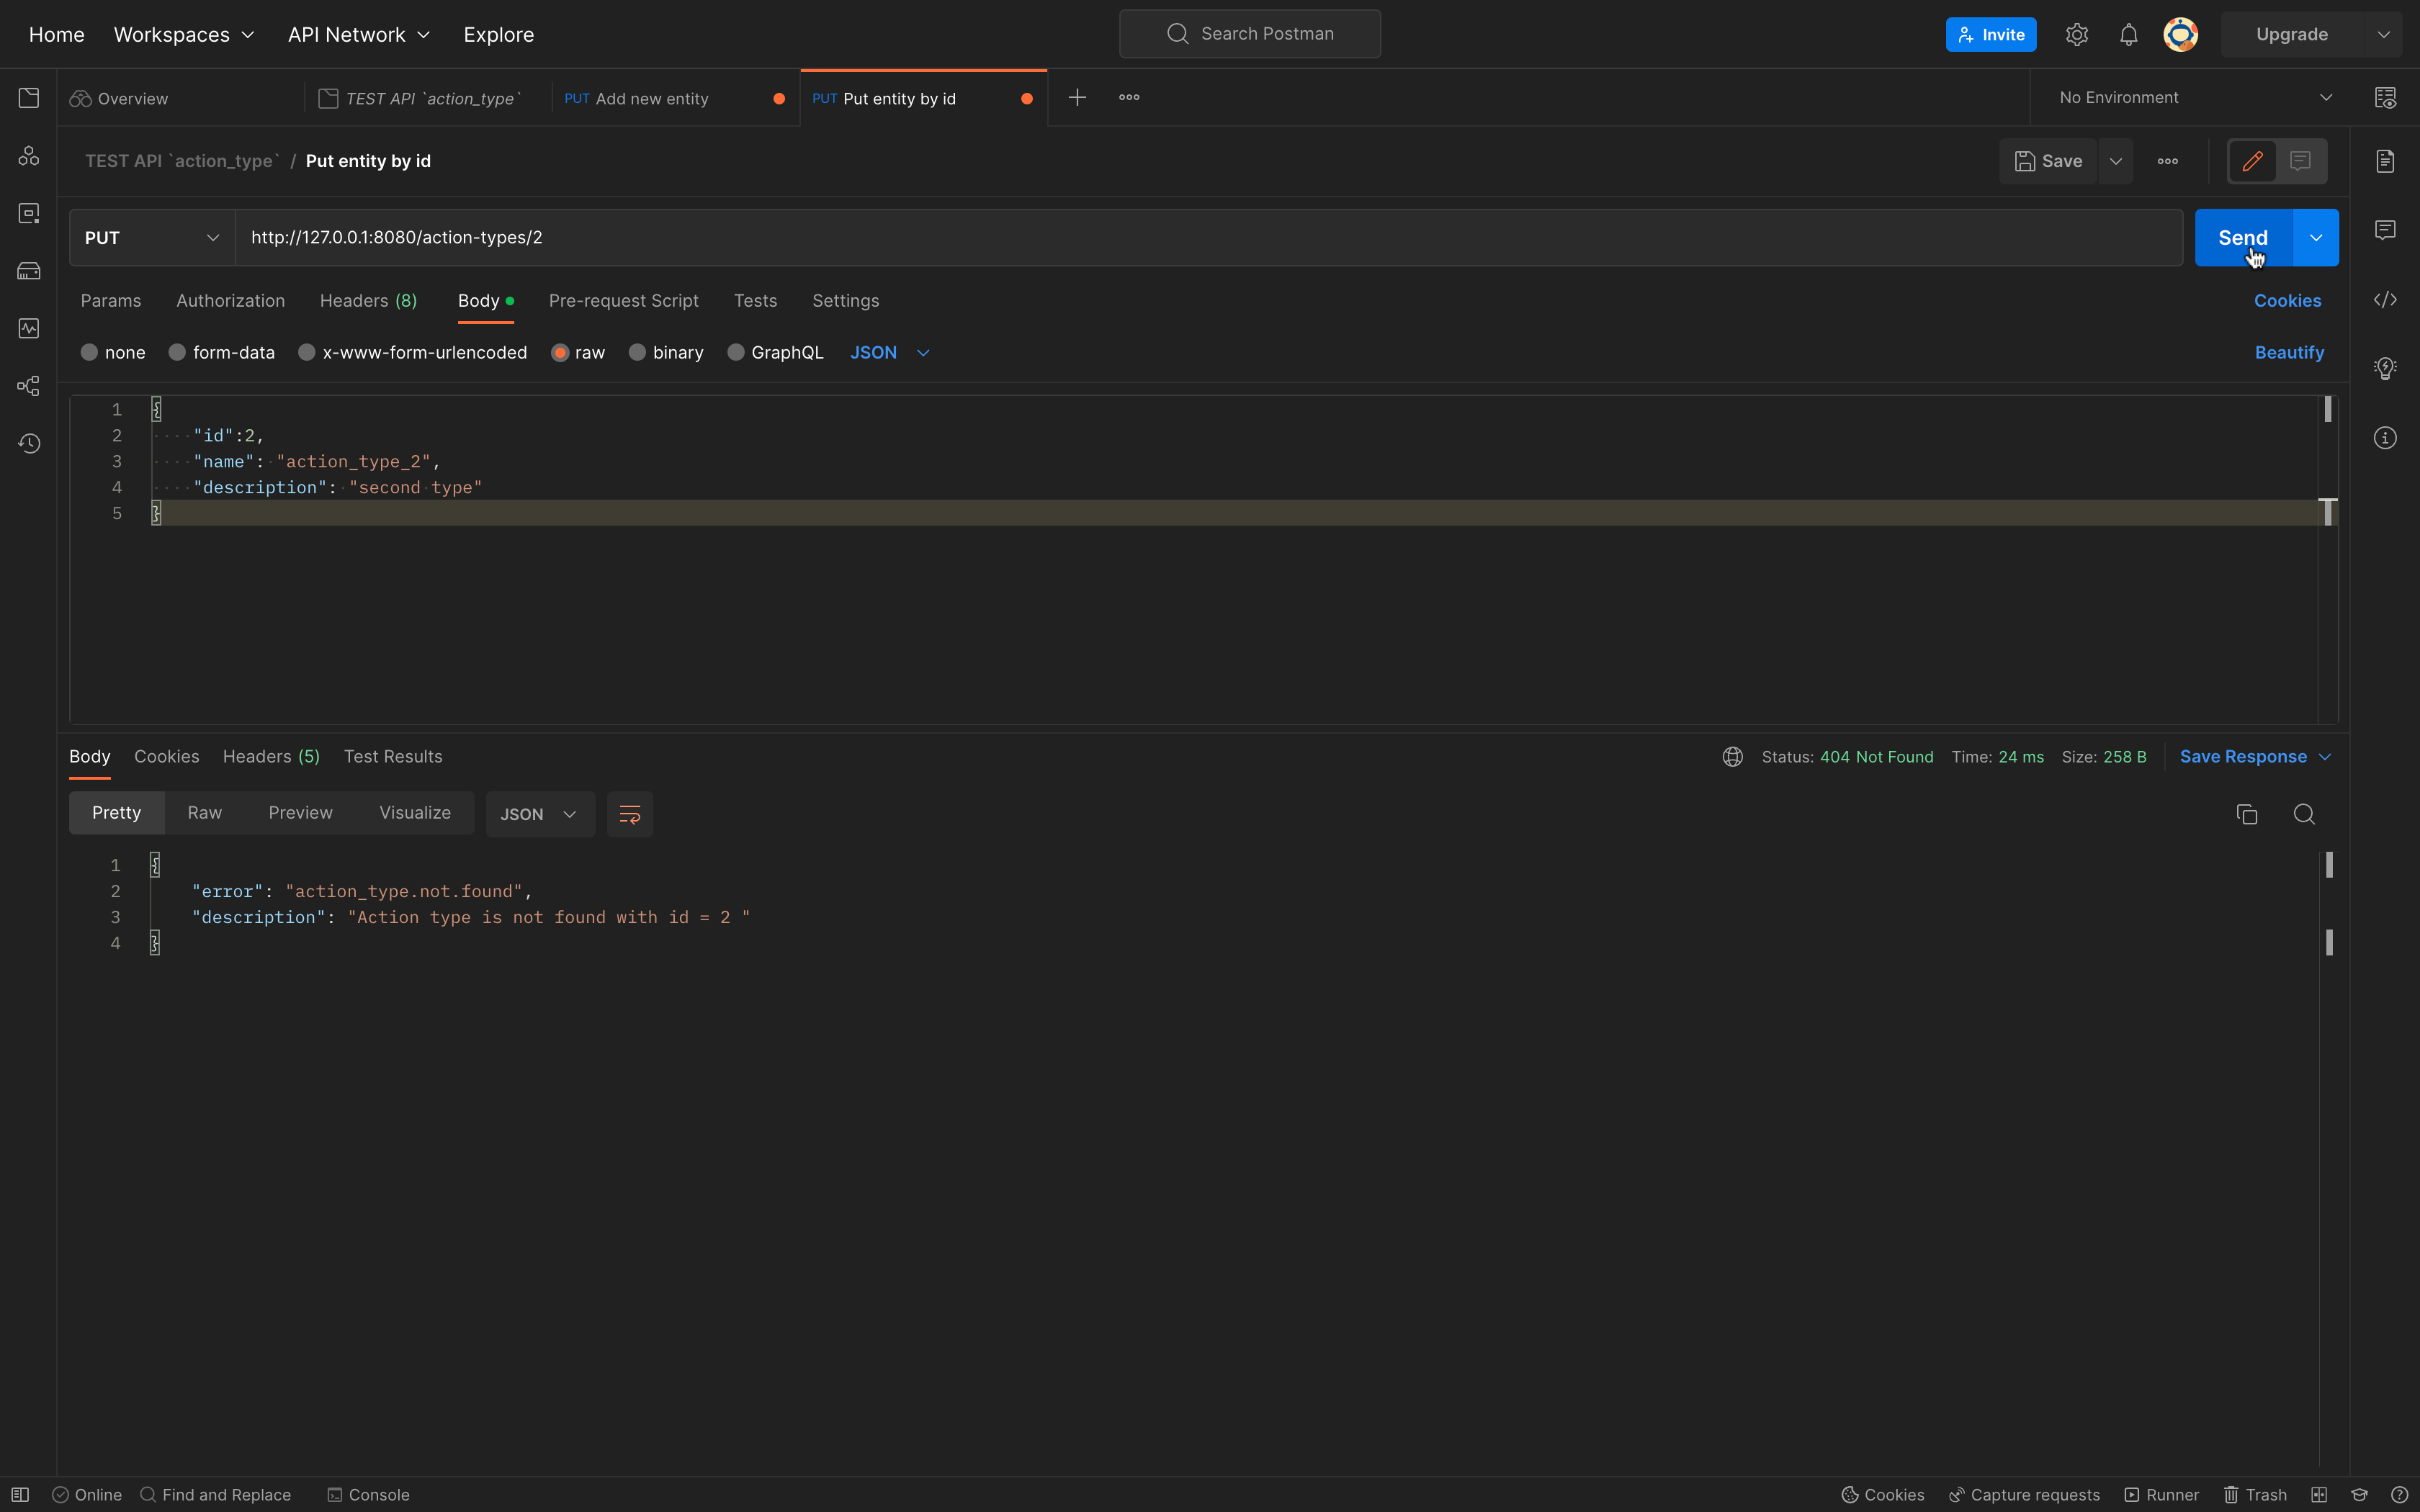 Home Workspaces API Network Explore Search Postman Invite Upgrade
Overview TEST API `action_type` PUT Add new entity PUT Put entity by id No Environment
TEST API `action_type` / Put entity by id Save
PUT http://127.0.0.1:8080/action-types/2 Send
Params Authorization Headers (8) Body Pre-request Script Tests Settings Cookies
none form-data x-www-form-urlencoded raw binary GraphQL JSON Beautify
1 {
2 "id":2,
3 "name": "action_type_2",
4 "description": "second type"
5 }
Body Cookies Headers (5) Test Results Status: 404 Not Found Time: 24 ms Size: 258 B Save Response
Pretty Raw Preview Visualize JSON
1 {
2 "error": "action_type.not.found",
3 "description": "Action type is not found with id = 2 "
4 }
Online Find and Replace Console Cookies Capture requests Runner Trash